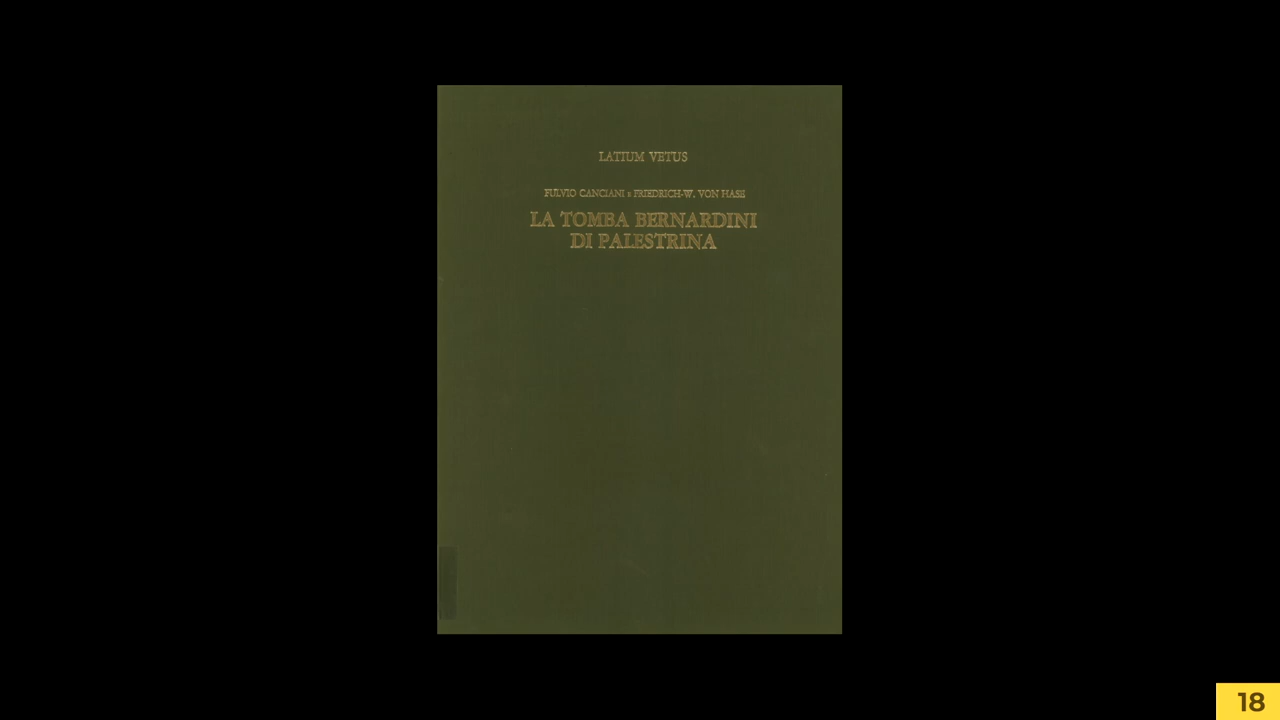 LATIUM VETUS
FULVIO CANCIANI E FRIEDRICH-W. VON HASE
LA TOMBA BERNARDINI
DI PALESTRINA
18